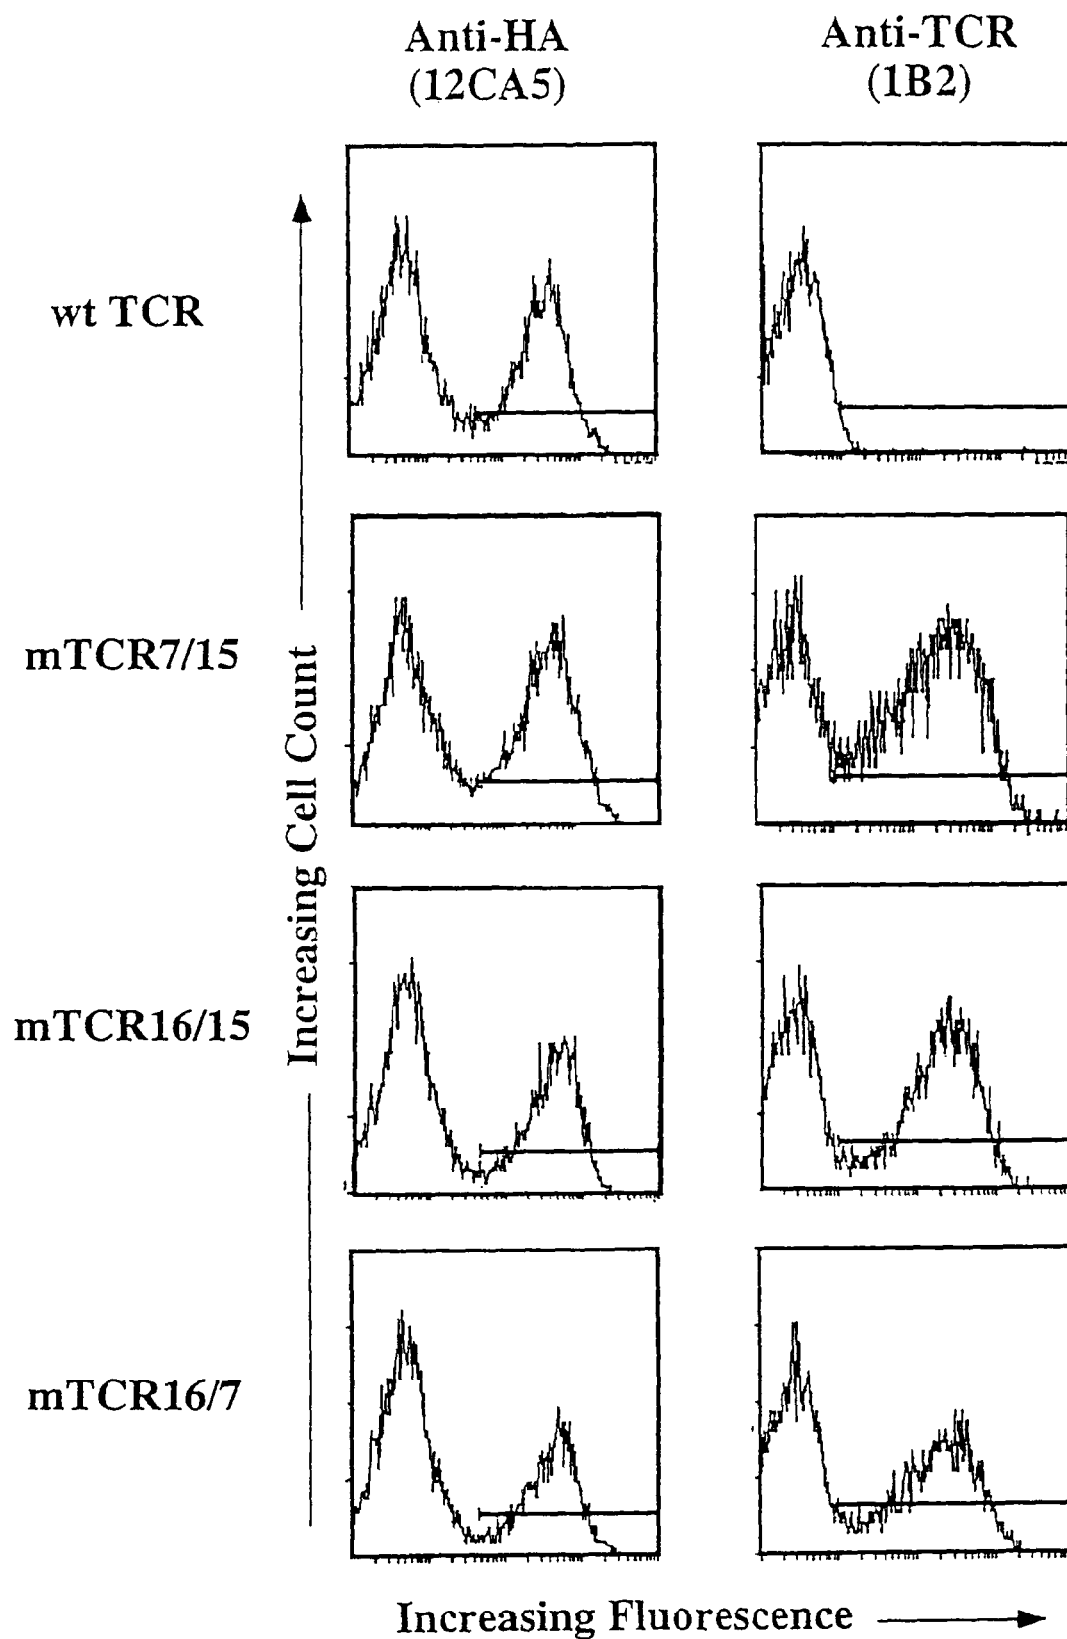 Anti-HA
(12CA5)
Anti-TCR
(1B2)
wt TCR
mTCR7/15
mTCR16/15
mTCR16/7
Increasing Cell Count
Increasing Fluorescence